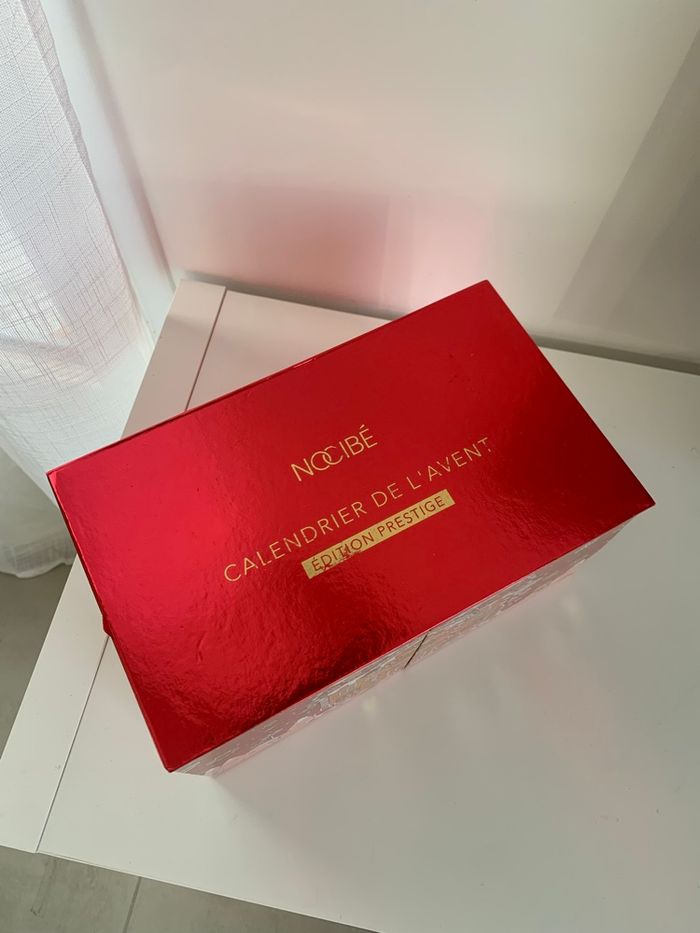 NOCIBÉ
CALENDRIER DE L'AVENT
ÉDITION PRESTIGE